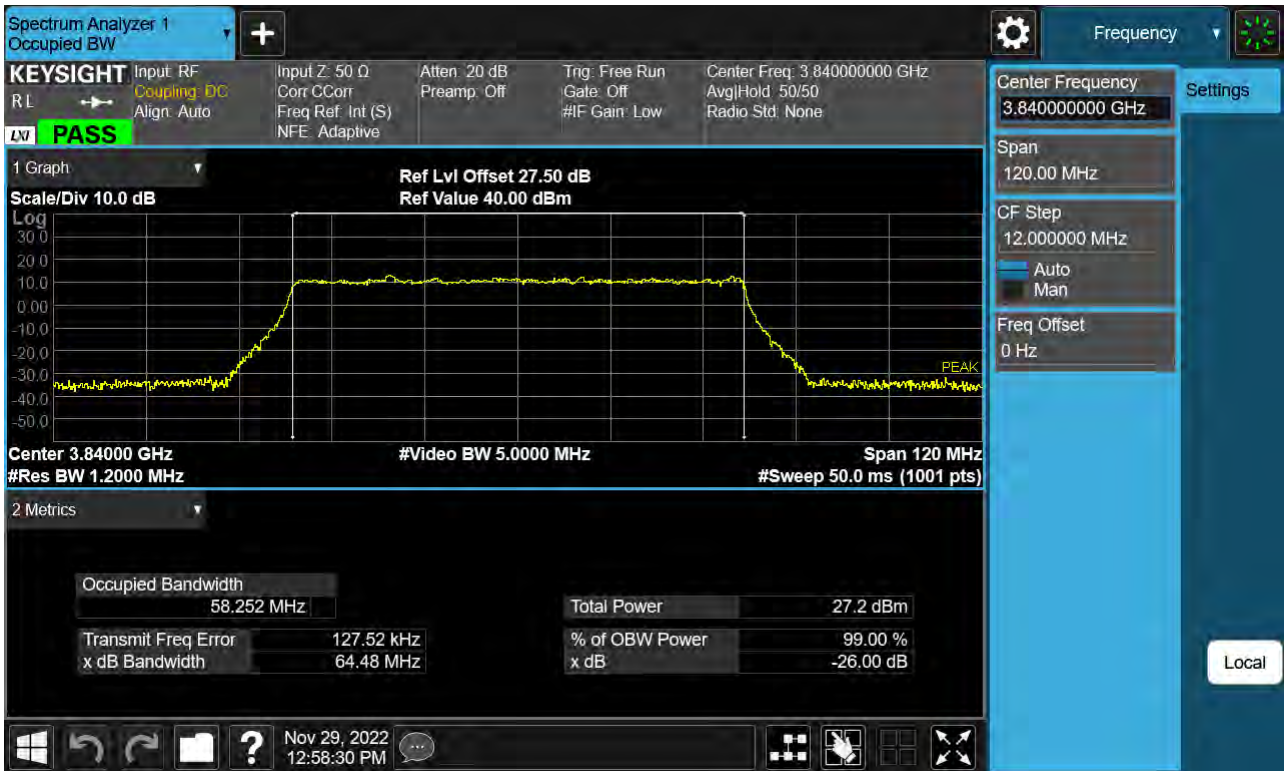 Spectrum Analyzer 1
Occupied BW
Frequency
KEYSIGHT
RL
LXI
PASS
Input: RF
Coupling: DC
Align: Auto
Input Z: 50 Ω
Corr CCorr
Freq Ref: Int (S)
NFE: Adaptive
Atten: 20 dB
Preamp: Off
Trig: Free Run
Gate: Off
#IF Gain: Low
Center Freq: 3.840000000 GHz
Avg|Hold: 50/50
Radio Std: None
Center Frequency
3.840000000 GHz
Settings
Span
120.00 MHz
CF Step
12.000000 MHz
Auto
Man
Freq Offset
0 Hz
1 Graph
Scale/Div 10.0 dB
Ref Lvl Offset 27.50 dB
Ref Value 40.00 dBm
Log
30.0
20.0
10.0
0.00
-10.0
-20.0
-30.0
-40.0
-50.0
PEAK
Center 3.84000 GHz
#Video BW 5.0000 MHz
Span 120 MHz
#Res BW 1.2000 MHz
#Sweep 50.0 ms (1001 pts)
2 Metrics
Occupied Bandwidth
58.252 MHz
Total Power 27.2 dBm
Transmit Freq Error 127.52 kHz
% of OBW Power 99.00 %
x dB Bandwidth 64.48 MHz
x dB -26.00 dB
Local
?
Nov 29, 2022
12:58:30 PM